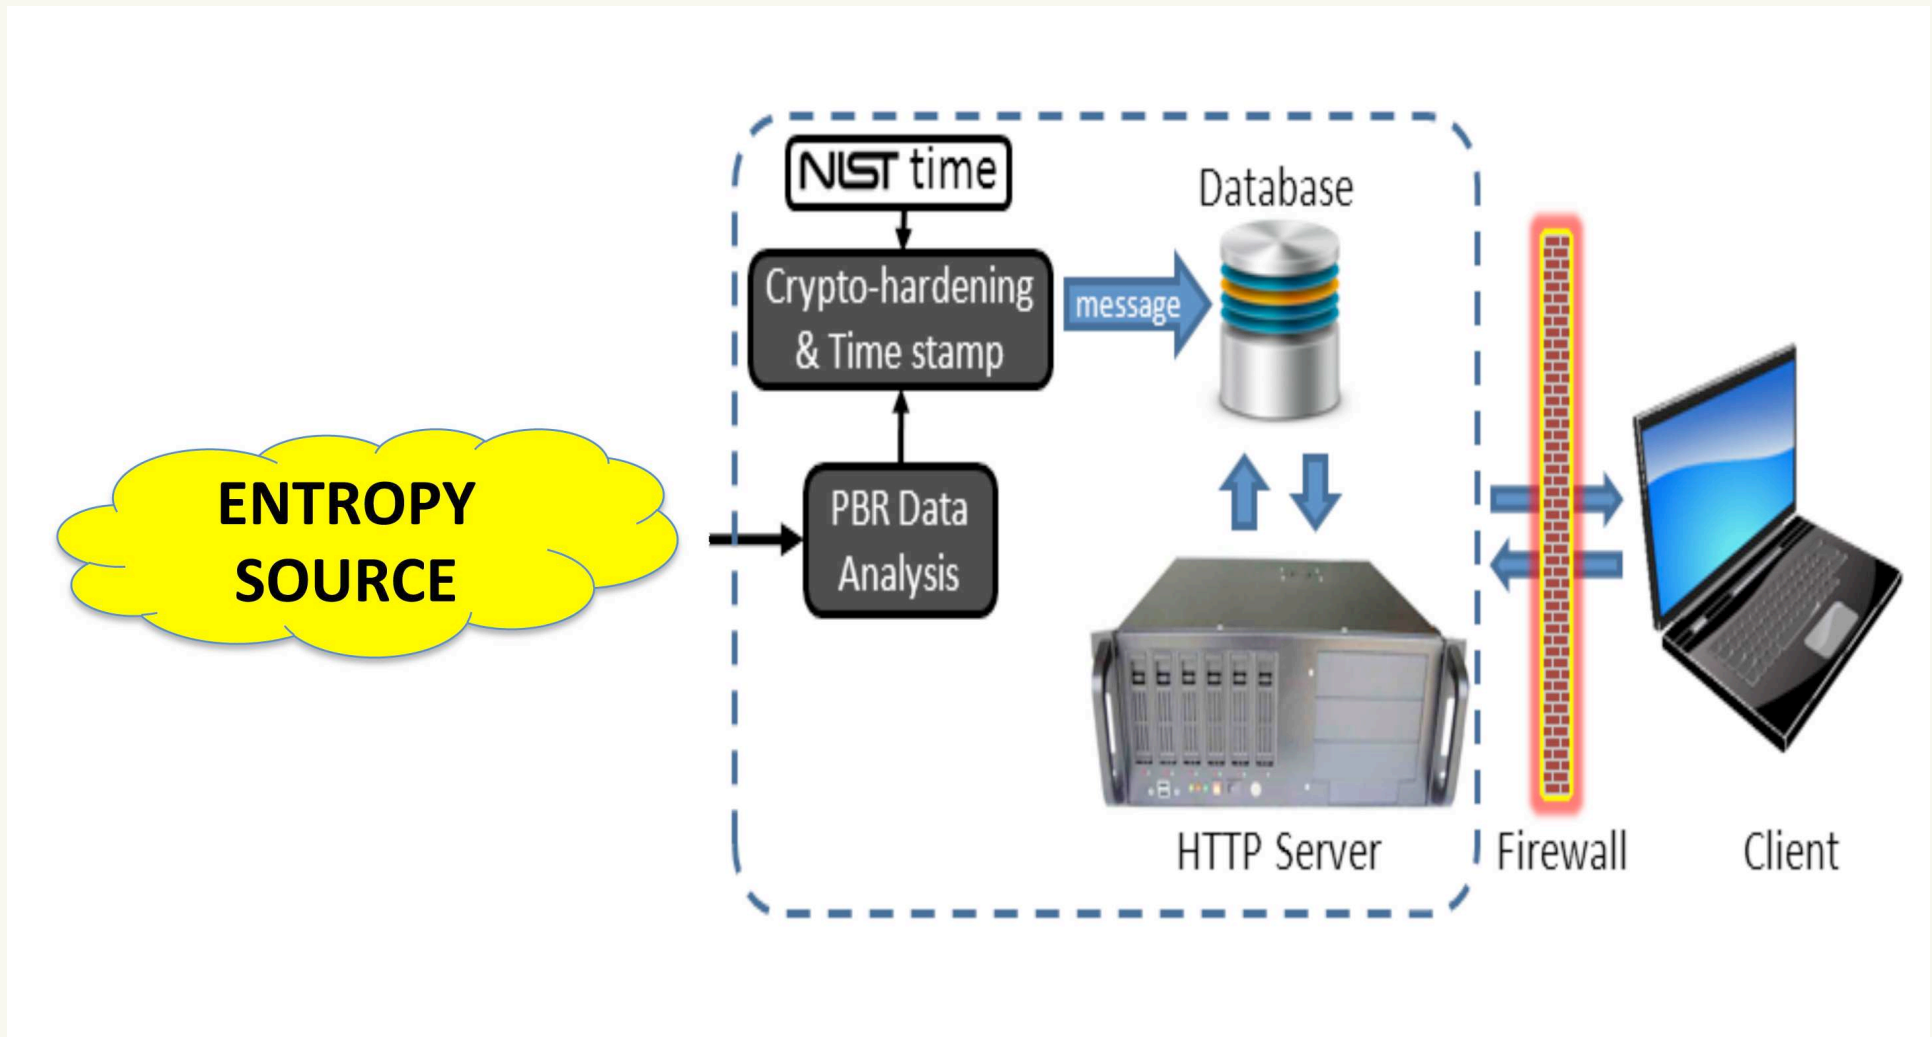 NIST time
Database
Crypto-hardening
& Time stamp
message
ENTROPY
SOURCE
PBR Data
Analysis
HTTP Server
Firewall
Client